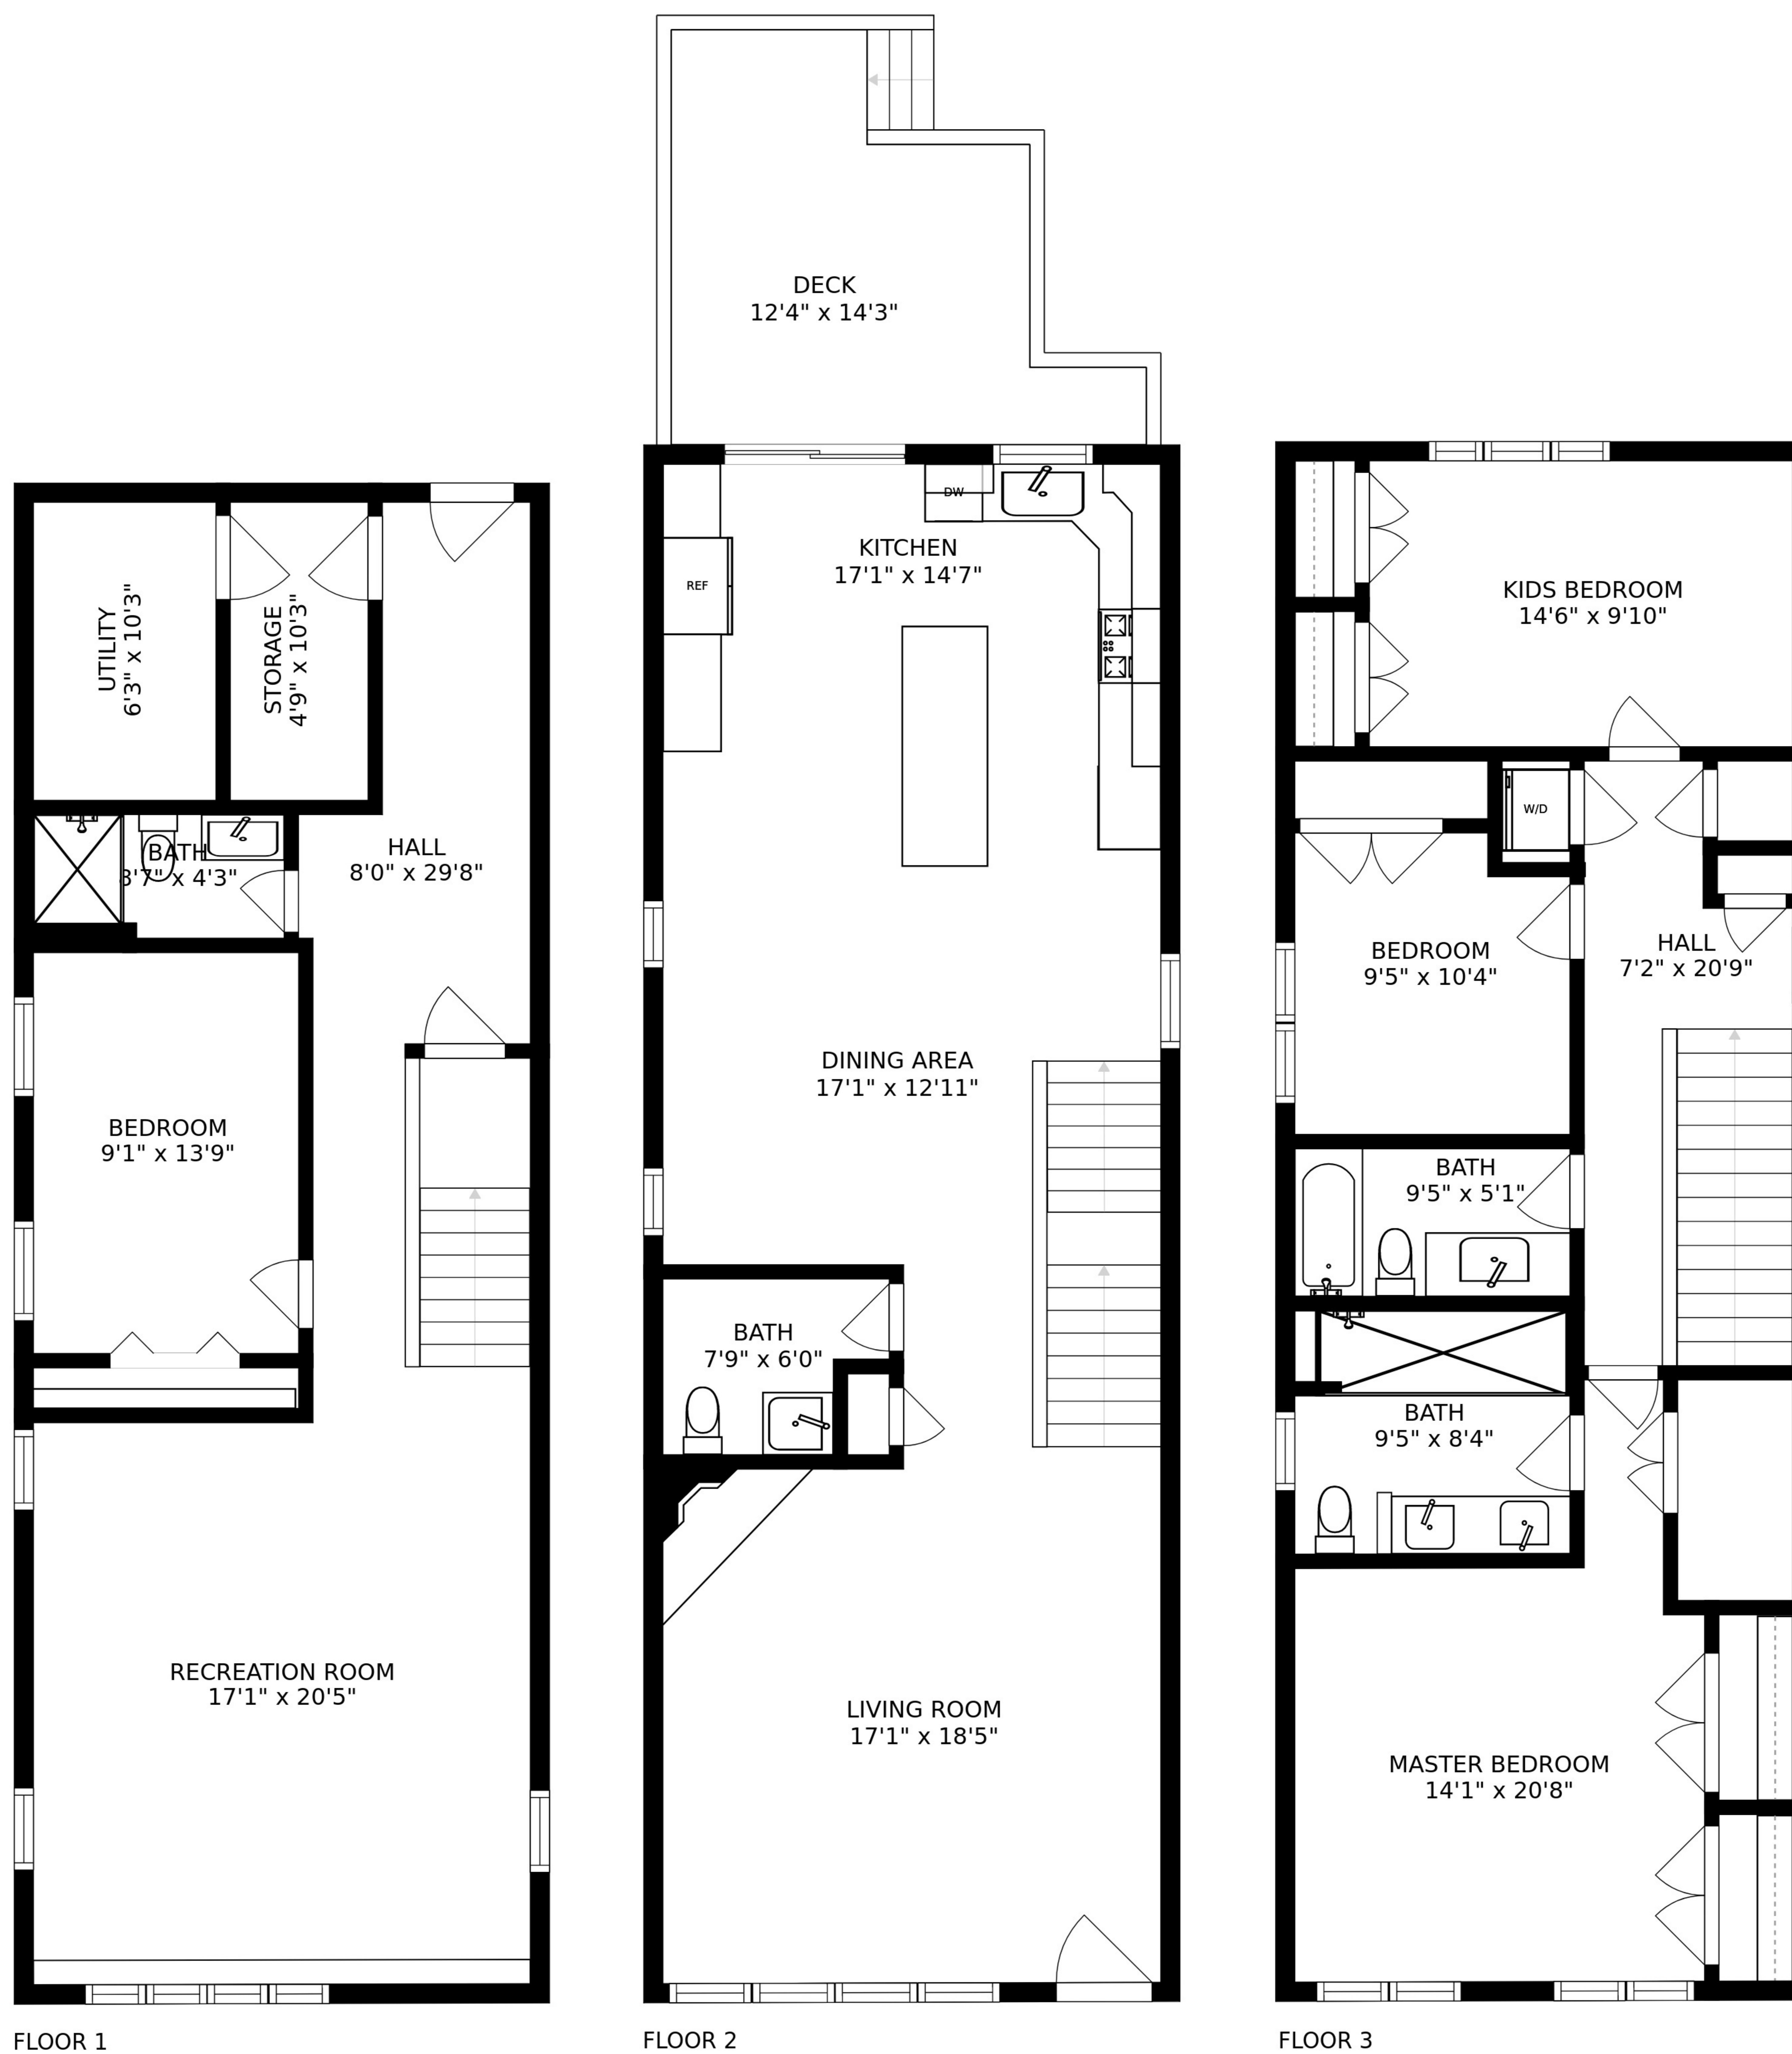 DECK
12'4" x 14'3"
UTILITY
6'3" x 10'3"
STORAGE
4'9" x 10'3"
BATH
8'7" x 4'3"
HALL
8'0" x 29'8"
BEDROOM
9'1" x 13'9"
RECREATION ROOM
17'1" x 20'5"
FLOOR 1
DW
KITCHEN
17'1" x 14'7"
REF
DINING AREA
17'1" x 12'11"
BATH
7'9" x 6'0"
LIVING ROOM
17'1" x 18'5"
FLOOR 2
KIDS BEDROOM
14'6" x 9'10"
W/D
BEDROOM
9'5" x 10'4"
HALL
7'2" x 20'9"
BATH
9'5" x 5'1"
BATH
9'5" x 8'4"
MASTER BEDROOM
14'1" x 20'8"
FLOOR 3